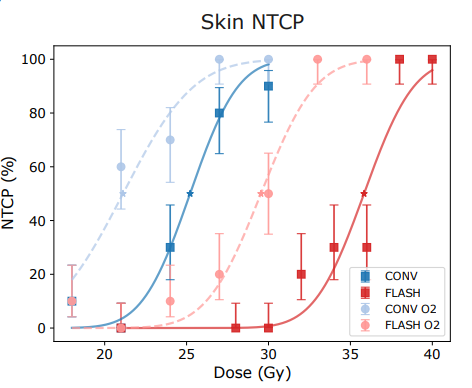 Skin NTCP
NTCP (%)
100
80
60
40
20
0
20
25
30
35
40
Dose (Gy)
CONV
FLASH
CONV O2
FLASH O2